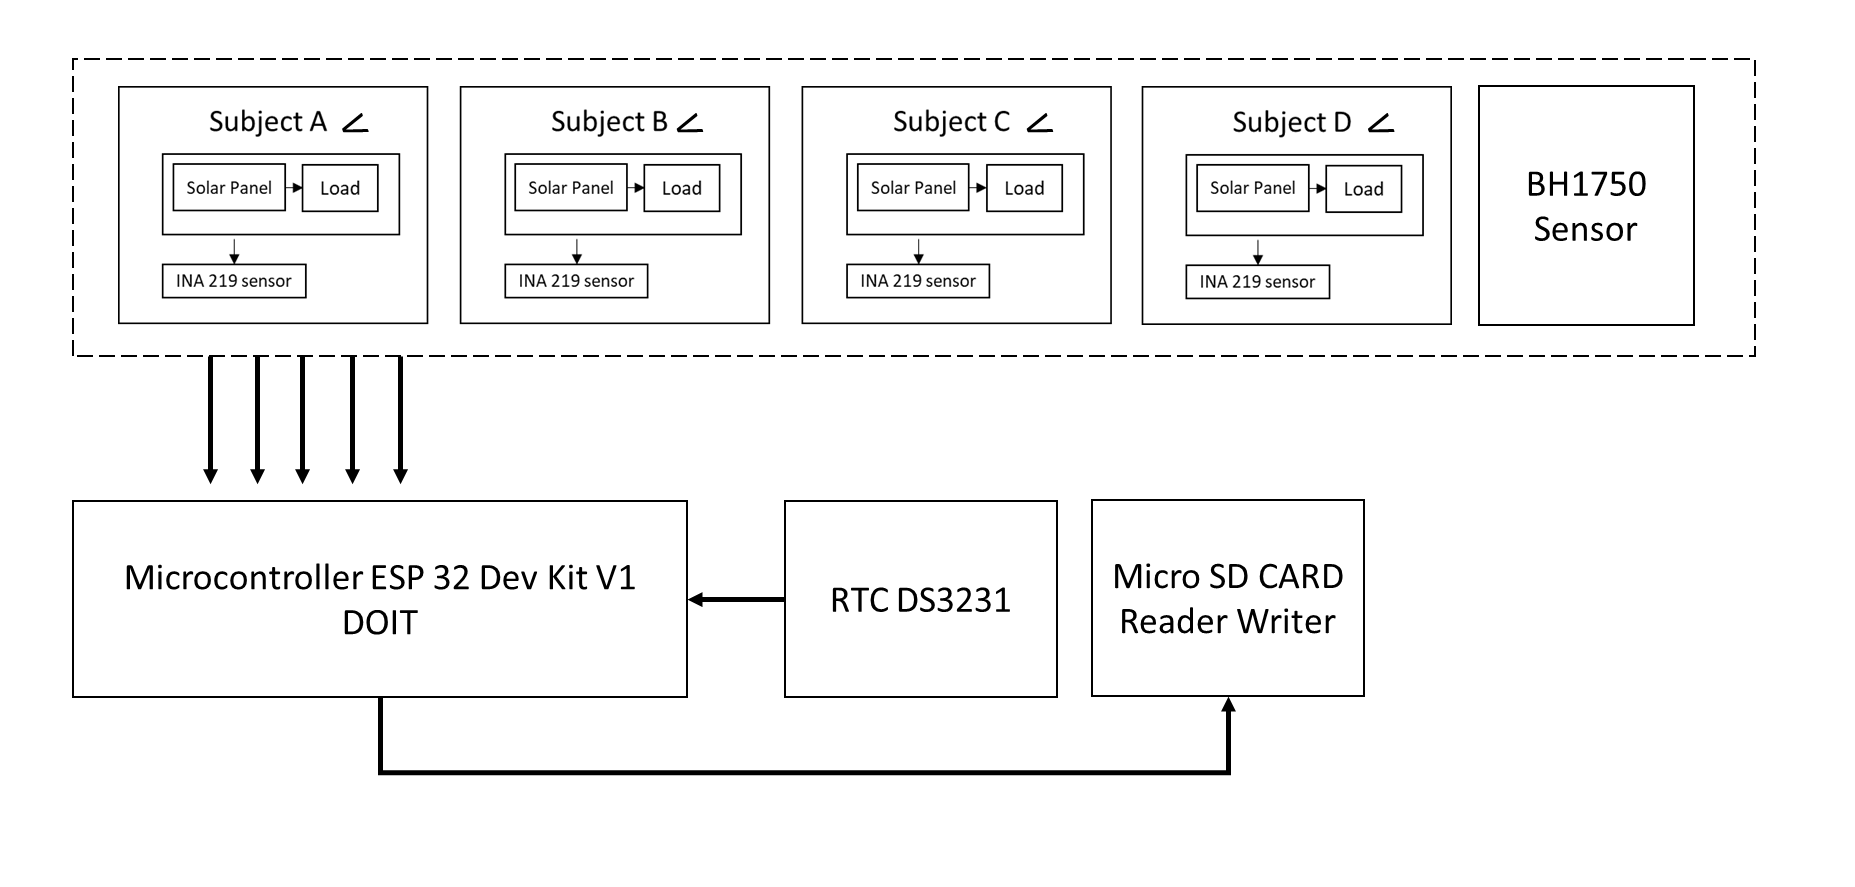 Subject A ∠
Solar Panel
Load
INA 219 sensor
Subject B ∠
Solar Panel
Load
INA 219 sensor
Subject C ∠
Solar Panel
Load
INA 219 sensor
Subject D ∠
Solar Panel
Load
INA 219 sensor
BH1750
Sensor
Microcontroller ESP 32 Dev Kit V1
DOIT
RTC DS3231
Micro SD CARD
Reader Writer